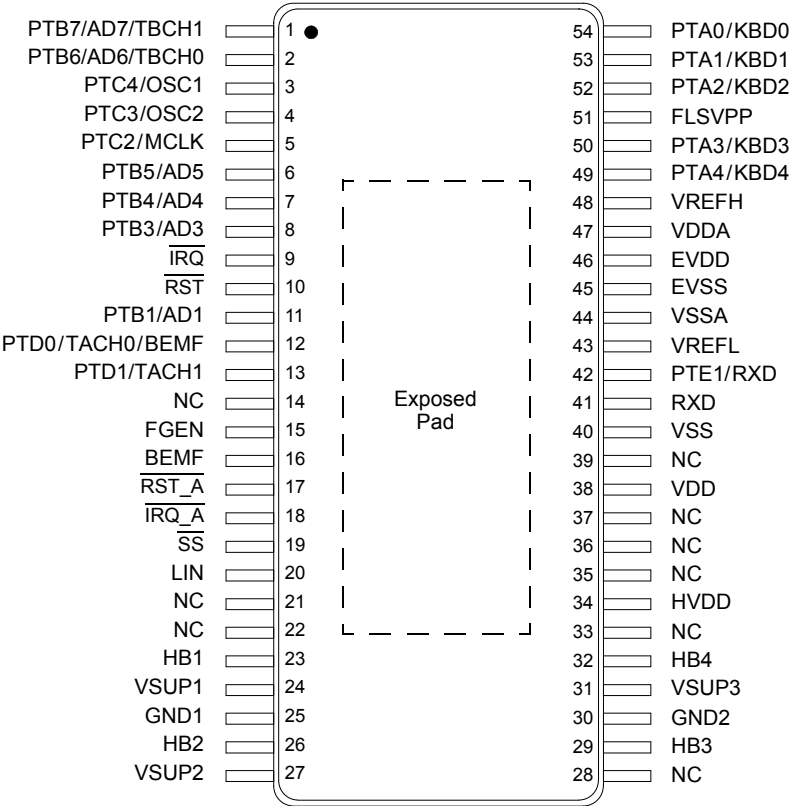 PTB7/AD7/TBCH1 1 54 PTA0/KBD0
PTB6/AD6/TBCH0 2 53 PTA1/KBD1
PTC4/OSC1 3 52 PTA2/KBD2
PTC3/OSC2 4 51 FLSVPP
PTC2/MCLK 5 50 PTA3/KBD3
PTB5/AD5 6 49 PTA4/KBD4
PTB4/AD4 7 48 VREFH
PTB3/AD3 8 47 VDDA
IRQ 9 46 EVDD
RST 10 45 EVSS
PTB1/AD1 11 44 VSSA
PTD0/TACH0/BEMF 12 43 VREFL
PTD1/TACH1 13 42 PTE1/RXD
NC 14 Exposed 41 RXD
FGEN 15 Pad 40 VSS
BEMF 16 39 NC
RST_A 17 38 VDD
IRQ_A 18 37 NC
SS 19 36 NC
LIN 20 35 NC
NC 21 34 HVDD
NC 22 33 NC
HB1 23 32 HB4
VSUP1 24 31 VSUP3
GND1 25 30 GND2
HB2 26 29 HB3
VSUP2 27 28 NC